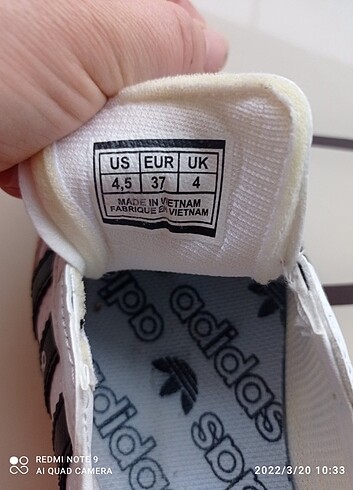 US EUR UK
4,5 37 4
MADE IN VIETNAM
FABRIQUE EN VIETNAM
adidas
adidas
adidas
adidas
REDMI NOTE 9
AI QUAD CAMERA
2022/3/20 10:33